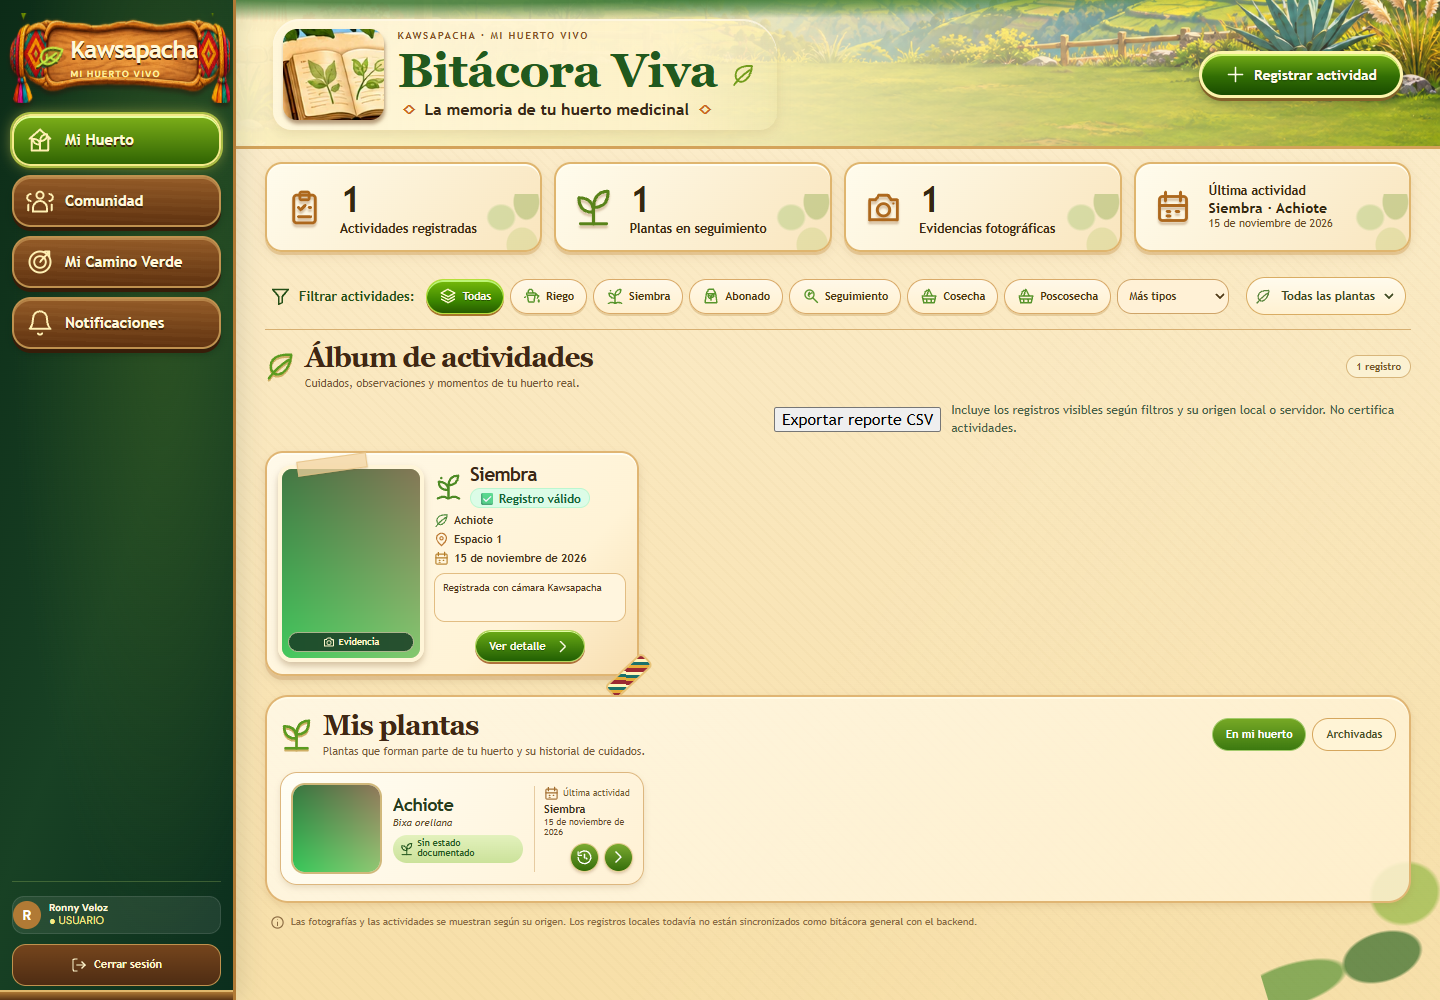 Kawsapacha
MI HUERTO VIVO
Mi Huerto
Comunidad
Mi Camino Verde
Notificaciones
R
Ronny Veloz
USUARIO
Cerrar sesión
KAWSAPACHA · MI HUERTO VIVO
Bitácora Viva
La memoria de tu huerto medicinal
Registrar actividad
1
Actividades registradas
1
Plantas en seguimiento
1
Evidencias fotográficas
Última actividad
Siembra · Achiote
15 de noviembre de 2026
Filtrar actividades:
Todas
Riego
Siembra
Abonado
Seguimiento
Cosecha
Poscosecha
Más tipos
Todas las plantas
Álbum de actividades
Cuidados, observaciones y momentos de tu huerto real.
1 registro
Exportar reporte CSV
Incluye los registros visibles según filtros y su origen local o servidor. No certifica
actividades.
Evidencia
Siembra
Registro válido
Achiote
Espacio 1
15 de noviembre de 2026
Registrada con cámara Kawsapacha
Ver detalle
Mis plantas
Plantas que forman parte de tu huerto y su historial de cuidados.
En mi huerto
Archivadas
Achiote
Bixa orellana
Sin estado
documentado
Última actividad
Siembra
15 de noviembre de
2026
Las fotografías y las actividades se muestran según su origen. Los registros locales todavía no están sincronizados como bitácora general con el backend.